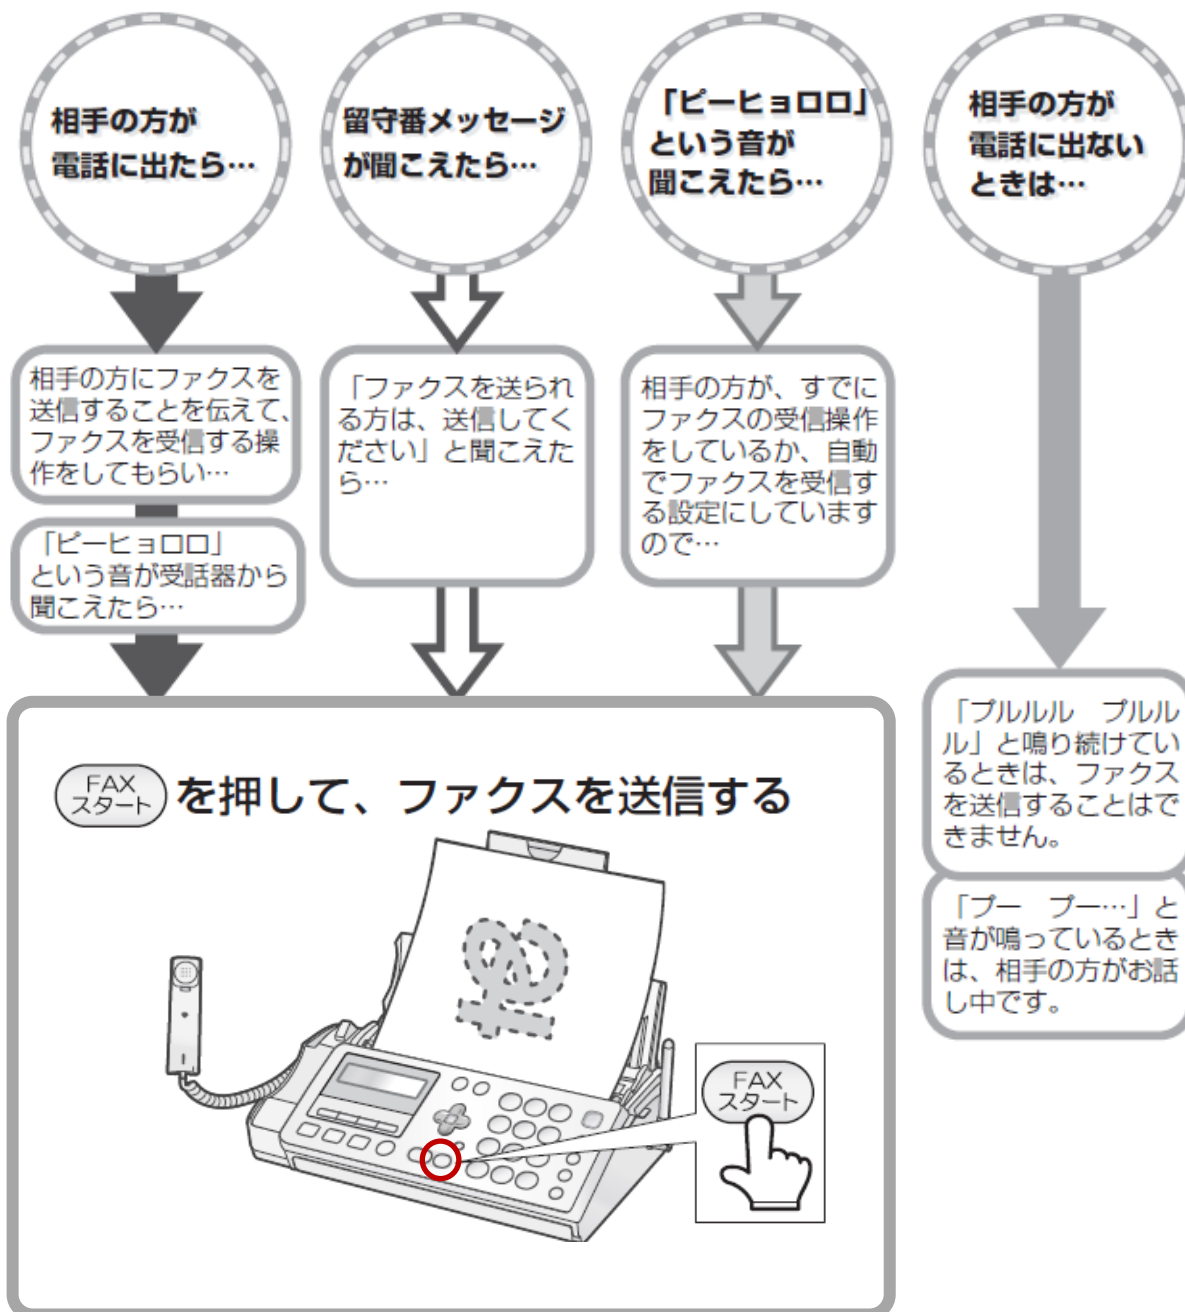 相手の方が
電話に出たら…
留守番メッセージ
が聞こえたら…
「ピーヒョロロ」
という音が
聞こえたら…
相手の方が
電話に出ない
ときは…
相手の方にファクスを
送信することを伝えて、
ファクスを受信する操
作をしてもらい…
「ピーヒョロロ」
という音が受話器から
聞こえたら…
「ファクスを送られ
る方は、送信してく
ださい」と聞こえた
ら…
相手の方が、すでに
ファクスの受信操作
をしているか、自動
でファクスを受信す
る設定にしています
ので…
「プルルル　プルル
ル」と鳴り続けてい
るときは、ファクス
を送信することはで
きません。
「プー　プー…」と
音が鳴っているとき
は、相手の方がお話
し中です。
FAX
スタート
を押して、ファクスを送信する
FAX
スタート